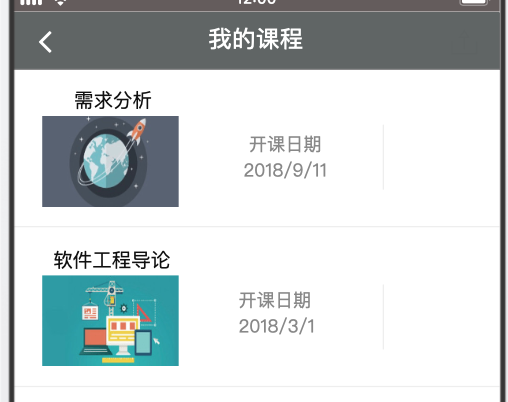 我的课程
需求分析
开课日期
2018/9/11
软件工程导论
开课日期
2018/3/1